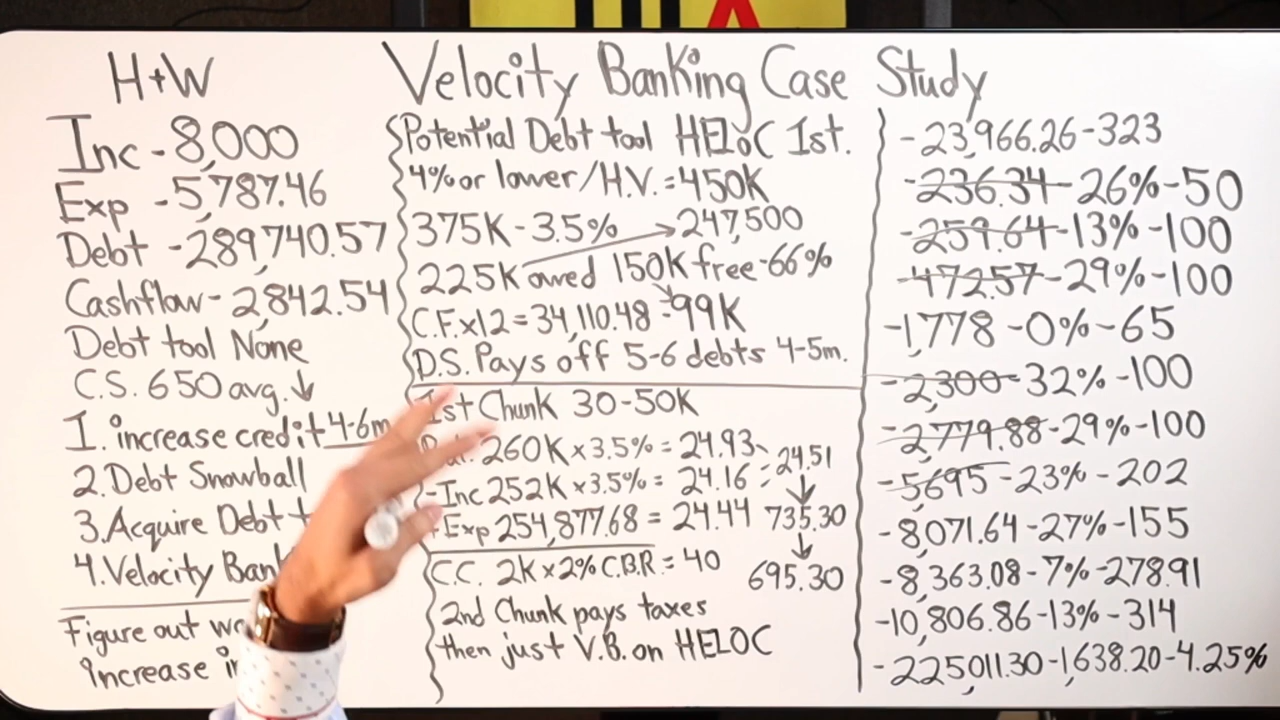 H+W
Velocity Banking Case Study
Inc - 8,000
Exp - 5,787.46
Debt - 289,740.57
Cashflow - 2,842.54
Debt tool None
C.S. 650 avg. ↓
1. increase credit 4-6m
2. Debt Snowball
3. Acquire Debt
4. Velocity Ban
Figure out
increase
Potential Debt tool HELOC 1st.
4% or lower/H.V. = 450K
375K - 3.5% → 247,500
225K owed 150K free - 66%
C.F. x 12 = 34,110.48 - 99K
D.S. Pays off 5-6 debts 4-5m.
1st Chunk 30-50K
260K x 3.5% = 24.93
- Inc 252K x 3.5% = 24.16 = 24.51
+ Exp 254,877.68 = 24.44 735.30
C.C. 2K x 2% C.B.R. = 40 695.30
2nd Chunk pays taxes
then just V.B. on HELOC
- 23,966.26 - 323
- 236.34 - 26% - 50
- 259.64 - 13% - 100
- 472.57 - 29% - 100
- 1,778 - 0% - 65
- 2,300 - 32% - 100
- 2,779.88 - 29% - 100
- 5695 - 23% - 202
- 8,071.64 - 27% - 155
- 8,363.08 - 7% - 278.91
- 10,806.86 - 13% - 314
- 225,011.30 - 1,638.20 - 4.25%